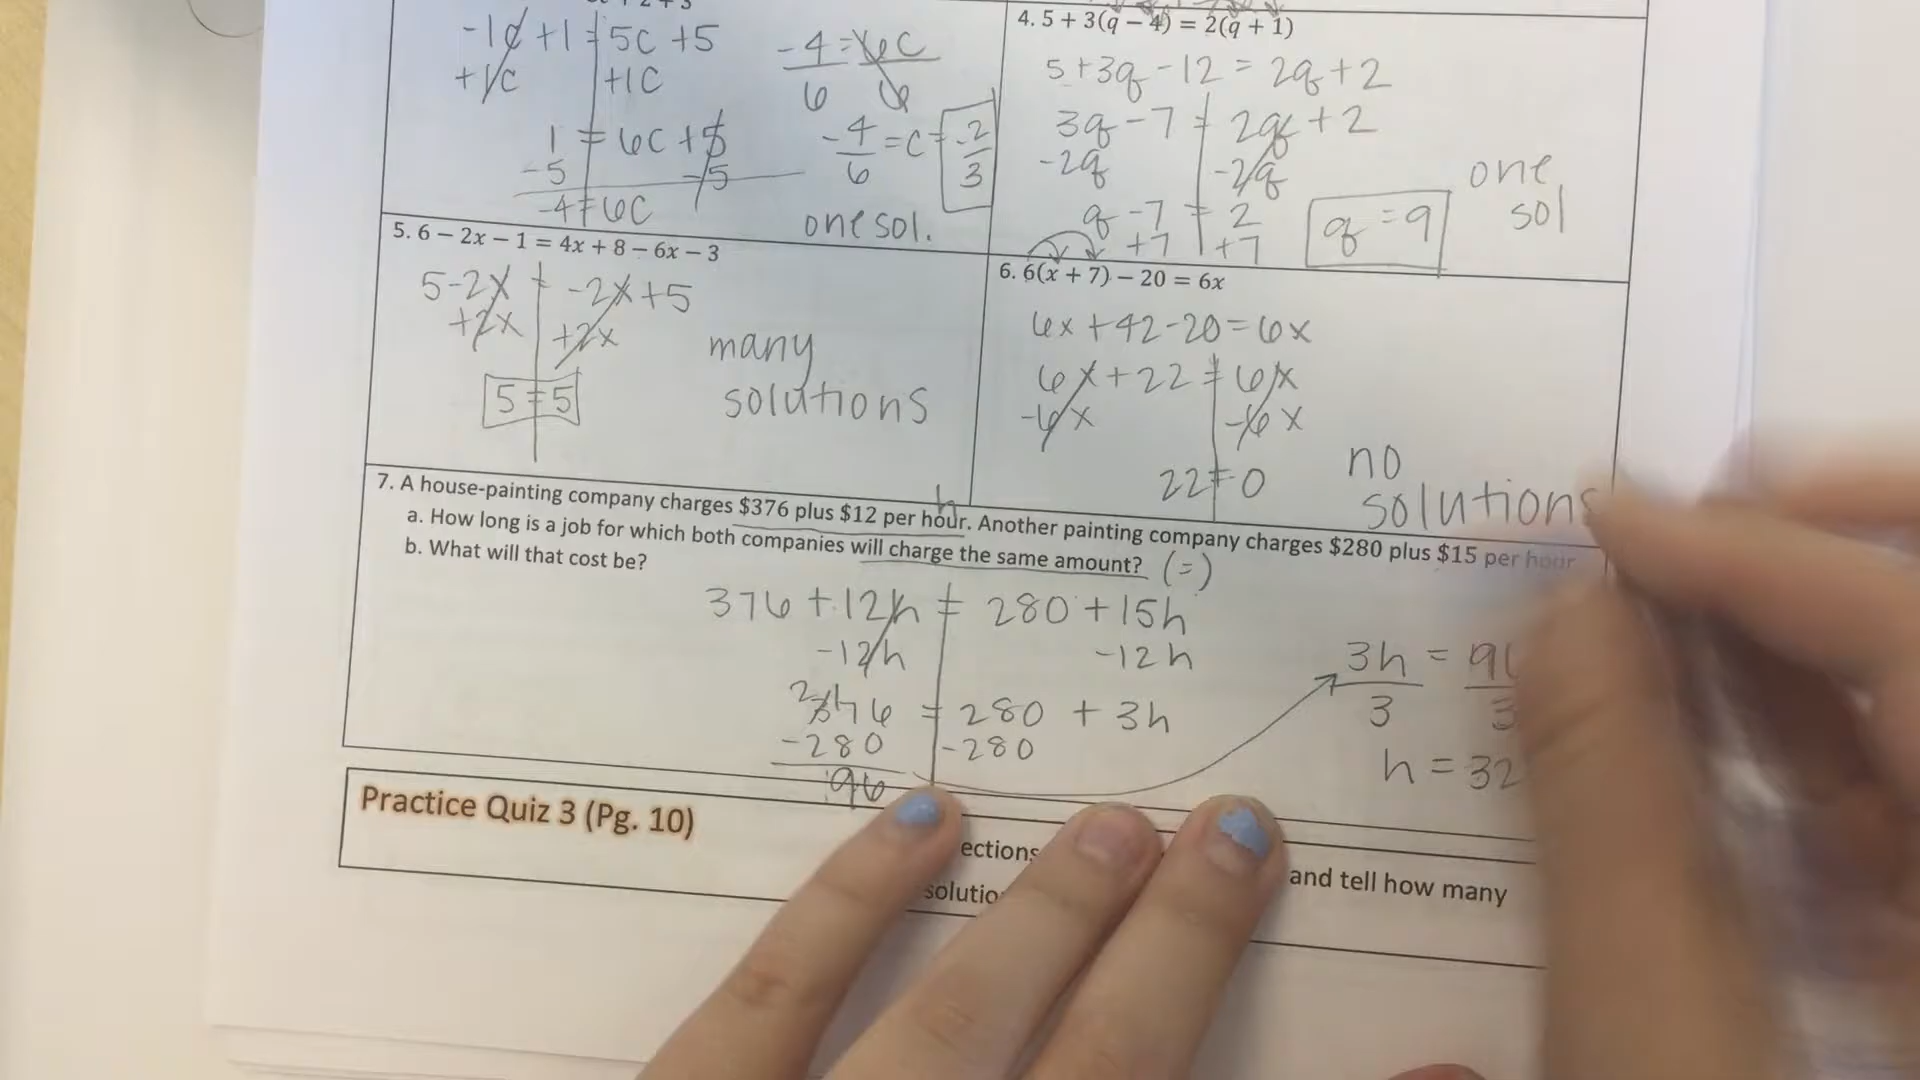 -1c + 1 = 5c + 5
+1c +1c
1 = 6c + 5
-5 -5
-4 = 6c
-4 = 6c
6 6
-4/6 = c = -2/3
one sol.
4. 5 + 3(q − 4) = 2(q + 1)
5 + 3q - 12 = 2q + 2
3q - 7 = 2q + 2
-2q -2q
q - 7 = 2
+7 +7
q = 9
one
sol
5. 6 − 2x − 1 = 4x + 8 − 6x − 3
5 - 2x = -2x + 5
+2x +2x
5 = 5
many
solutions
6. 6(x + 7) − 20 = 6x
6x + 42 - 20 = 6x
6x + 22 = 6x
-6x -6x
22 ≠ 0
no
solutions
h
7. A house-painting company charges $376 plus $12 per hour. Another painting company charges $280 plus $15 per hour
a. How long is a job for which both companies will charge the same amount? (=)
b. What will that cost be?
376 + 12h = 280 + 15h
-12h -12h
376 = 280 + 3h
-280 -280
96
3h = 9
3 3
h = 32
Practice Quiz 3 (Pg. 10)
and tell how many